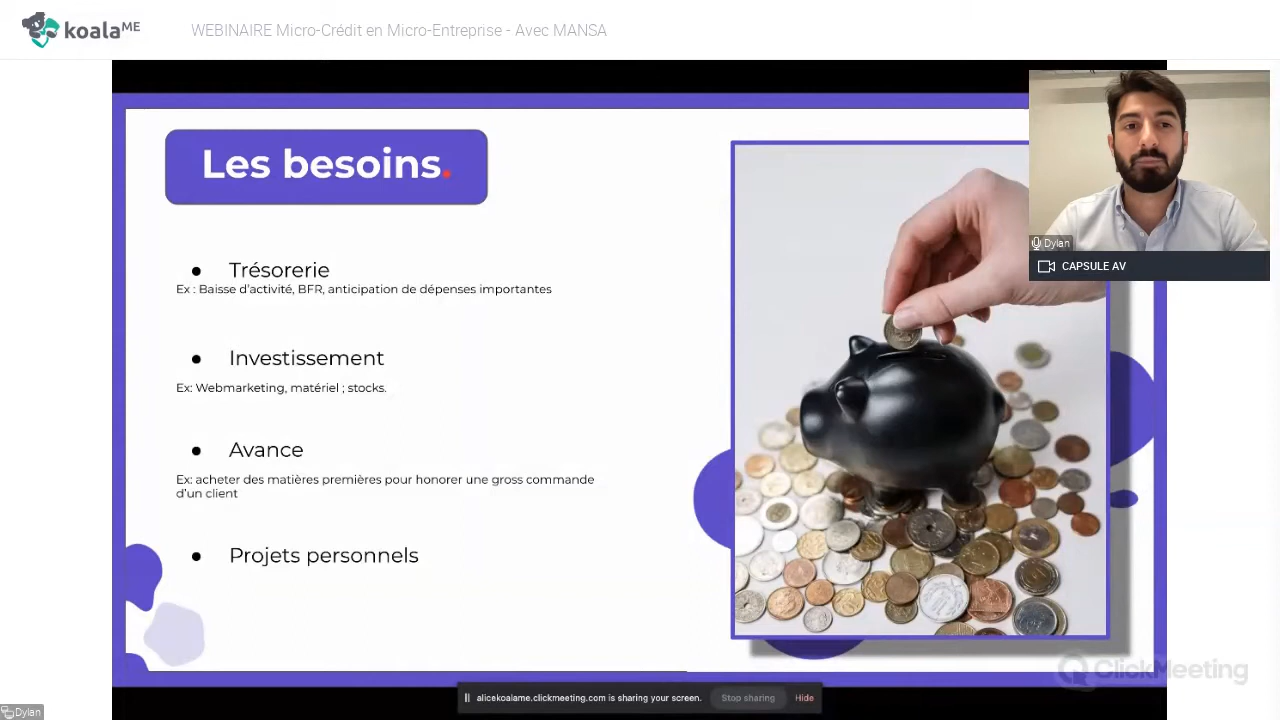 koalaME
WEBINAIRE Micro-Crédit en Micro-Entreprise - Avec MANSA
Les besoins.
Dylan
CAPSULE AV
● Trésorerie
Ex : Baisse d'activité, BFR, anticipation de dépenses importantes
● Investissement
Ex: Webmarketing, matériel ; stocks.
● Avance
Ex: acheter des matières premières pour honorer une gross commande
d'un client
● Projets personnels
ClickMeeting
alicekoalame.clickmeeting.com is sharing your screen. Stop sharing Hide
Dylan